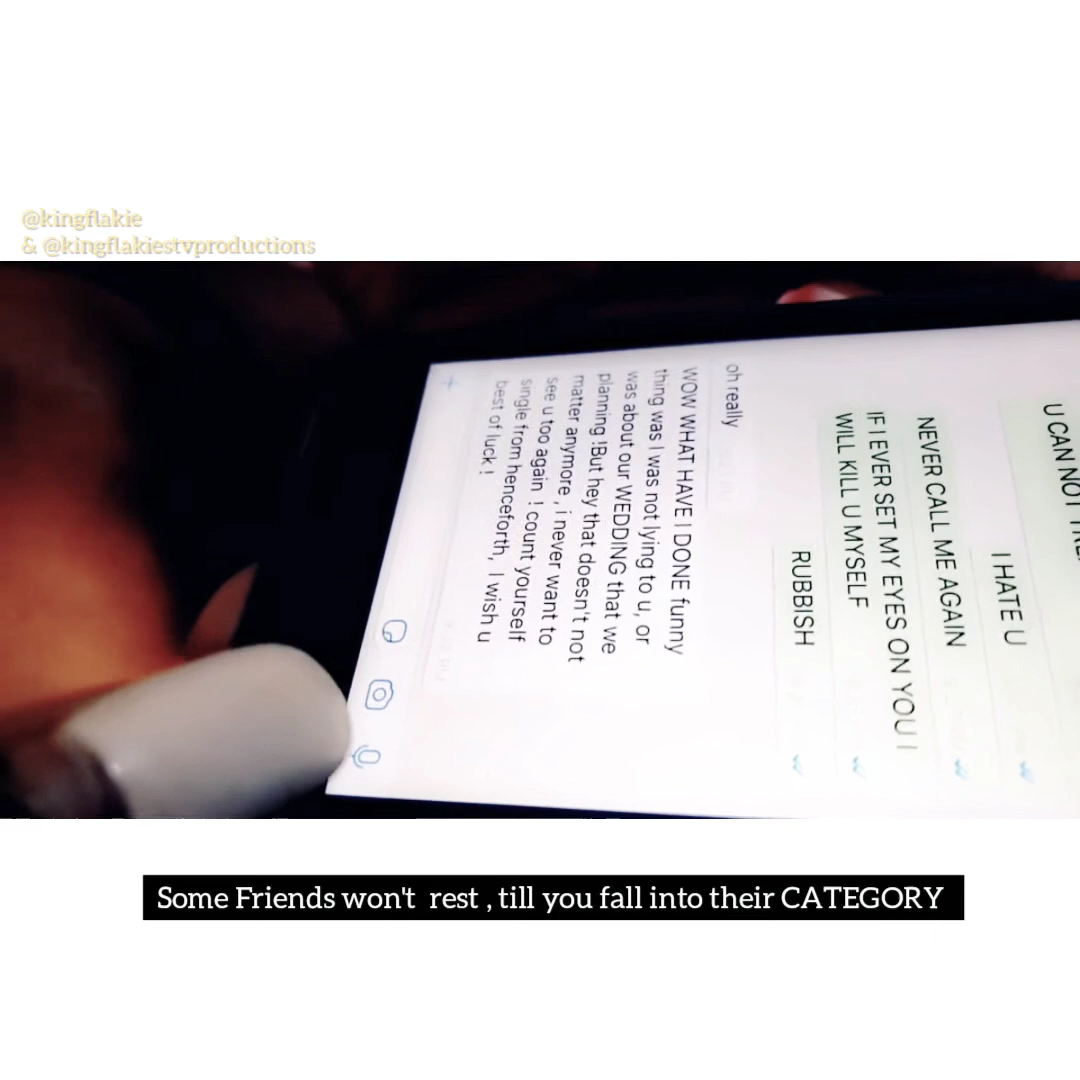 @kingflakie
& @kingflakiestvproductions
U CAN NOT
I HATE U
NEVER CALL ME AGAIN
IF I EVER SET MY EYES ON YOU I
WILL KILL U MYSELF
RUBBISH
oh really
WOW WHAT HAVE I DONE funny
thing was I was not lying to u, or
was about our WEDDING that we
planning !But hey that doesn't not
matter anymore , i never want to
see u too again ! count yourself
single from henceforth, I wish u
best of luck !
Some Friends won't rest , till you fall into their CATEGORY